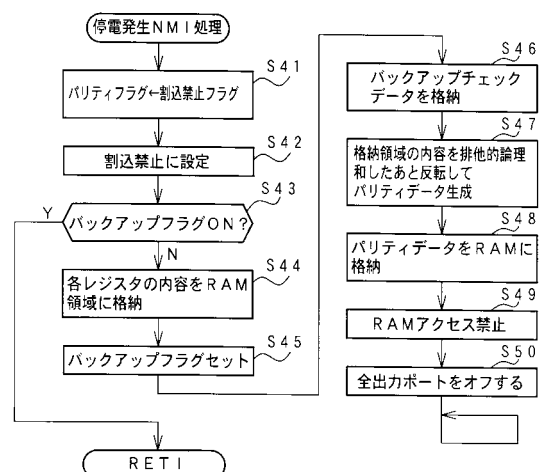 停電発生NMI処理
S41
パリティフラグ←割込禁止フラグ
S42
割込禁止に設定
S43
バックアップフラグON?
Y
N
S44
各レジスタの内容をRAM
領域に格納
S45
バックアップフラグセット
RETI
S46
バックアップチェック
データを格納
S47
格納領域の内容を排他的論理
和したあと反転して
パリティデータ生成
S48
パリティデータをRAMに
格納
S49
RAMアクセス禁止
S50
全出力ポートをオフする